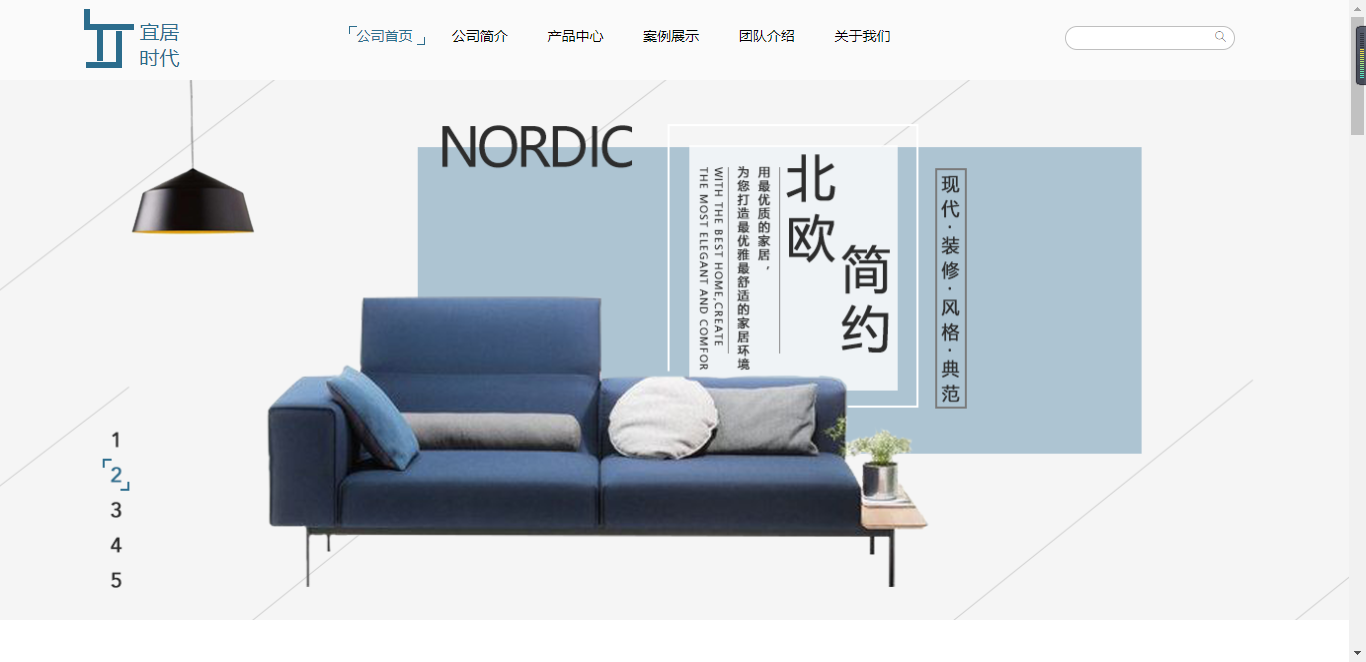 宜居
时代
公司首页
公司简介
产品中心
案例展示
团队介绍
关于我们
NORDIC
北欧
简约
用最优质的家居，
为您打造最优雅最舒适的家居环境
WITH THE BEST HOME,CREATE
THE MOST ELEGANT AND COMFOR
现代·装修·风格·典范
1
2
3
4
5